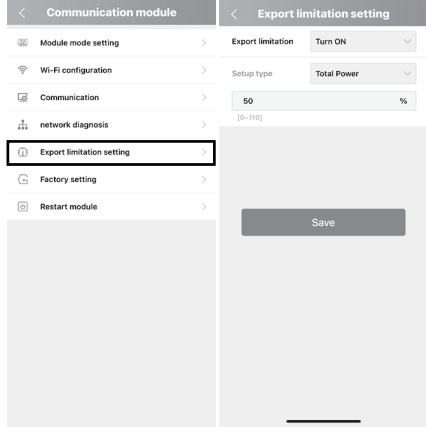 Communication module
Module mode setting
Wi-Fi configuration
Communication
network diagnosis
Export limitation setting
Factory setting
Restart module
Export limitation setting
Export limitation Turn ON
Setup type Total Power
50 %
[0~110]
Save